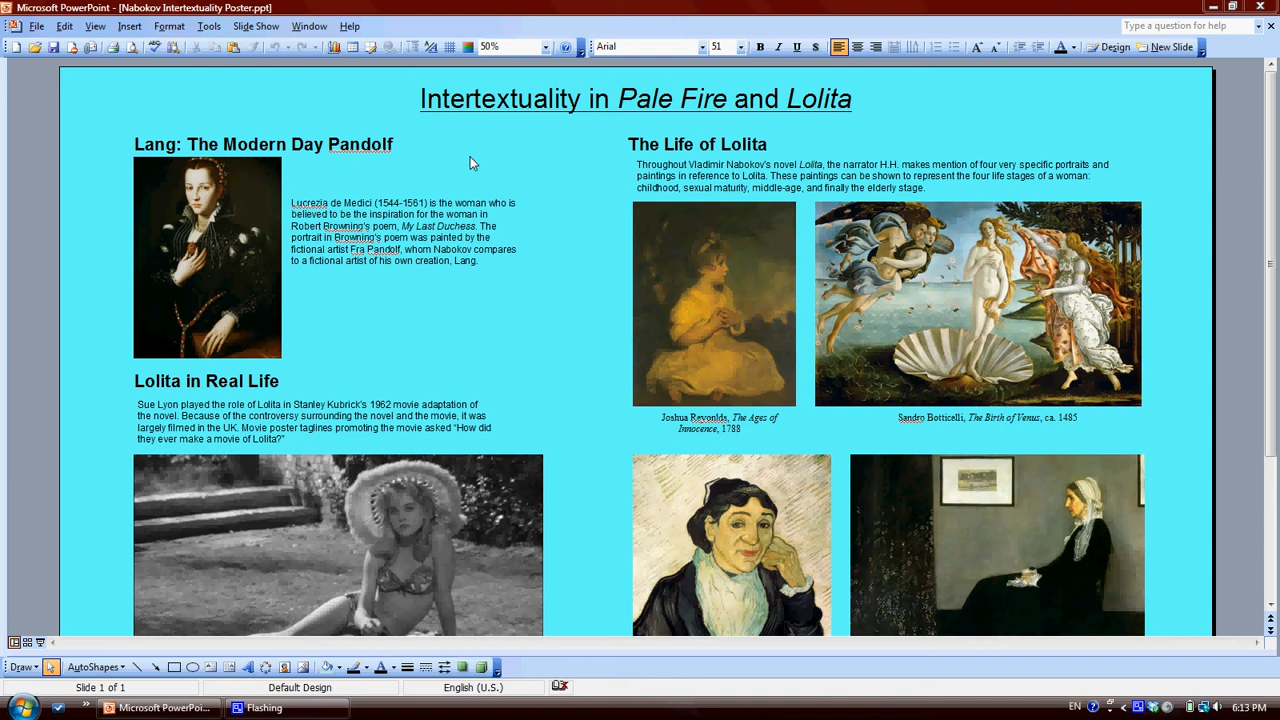 Microsoft PowerPoint - [Nabokov Intertextuality Poster.ppt]
File Edit View Insert Format Tools Slide Show Window Help
Type a question for help
50%
Arial
51
B I U S
Design
New Slide
Intertextuality in Pale Fire and Lolita
Lang: The Modern Day Pandolf
Lucrezia de Medici (1544-1561) is the woman who is
believed to be the inspiration for the woman in
Robert Browning's poem, My Last Duchess. The
portrait in Browning's poem was painted by the
fictional artist Fra Pandolf, whom Nabokov compares
to a fictional artist of his own creation, Lang.
Lolita in Real Life
Sue Lyon played the role of Lolita in Stanley Kubrick's 1962 movie adaptation of
the novel. Because of the controversy surrounding the novel and the movie, it was
largely filmed in the UK. Movie poster taglines promoting the movie asked "How did
they ever make a movie of Lolita?"
The Life of Lolita
Throughout Vladimir Nabokov's novel Lolita, the narrator H.H. makes mention of four very specific portraits and
paintings in reference to Lolita. These paintings can be shown to represent the four life stages of a woman:
childhood, sexual maturity, middle-age, and finally the elderly stage.
Joshua Reyonlds, The Ages of
Innocence, 1788
Sandro Botticelli, The Birth of Venus, ca. 1485
Draw
AutoShapes
Slide 1 of 1
Default Design
English (U.S.)
Microsoft PowerPoi...
Flashing
EN
6:13 PM